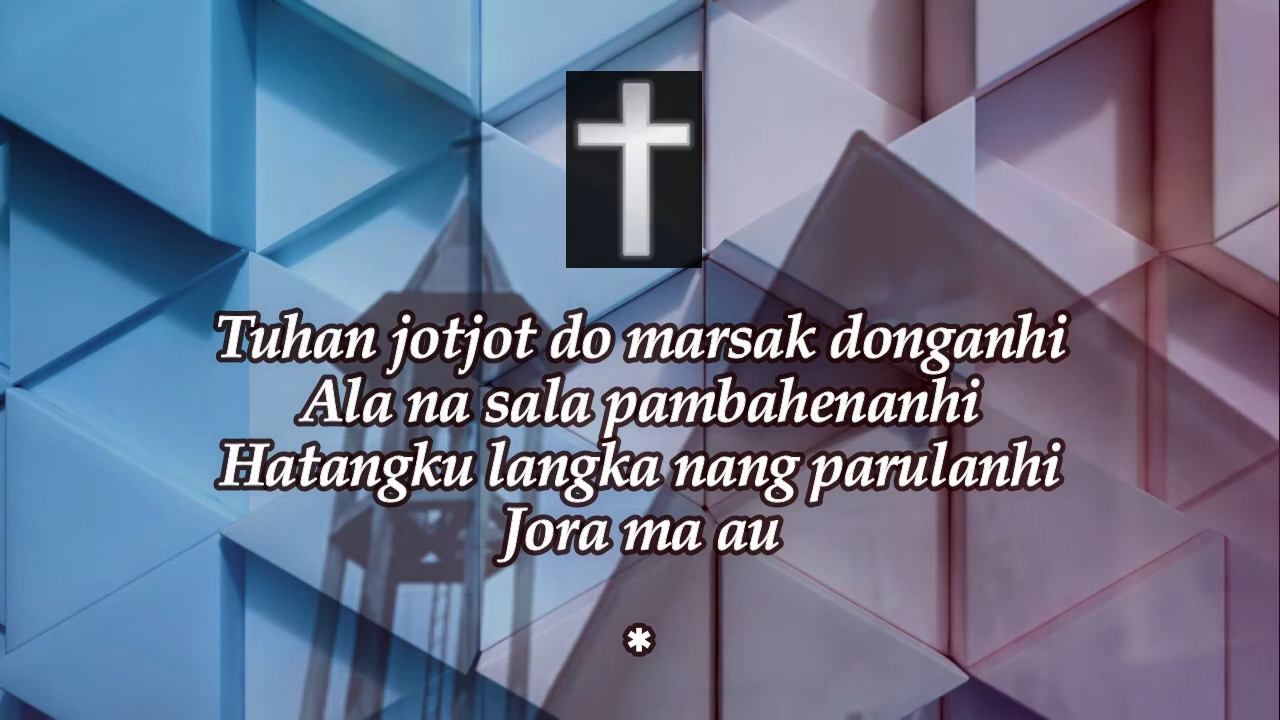 Tuhan jotjot do marsak donganhi
Ala na sala pambahenanhi
Hatangku langka nang parulanhi
Jora ma au
*